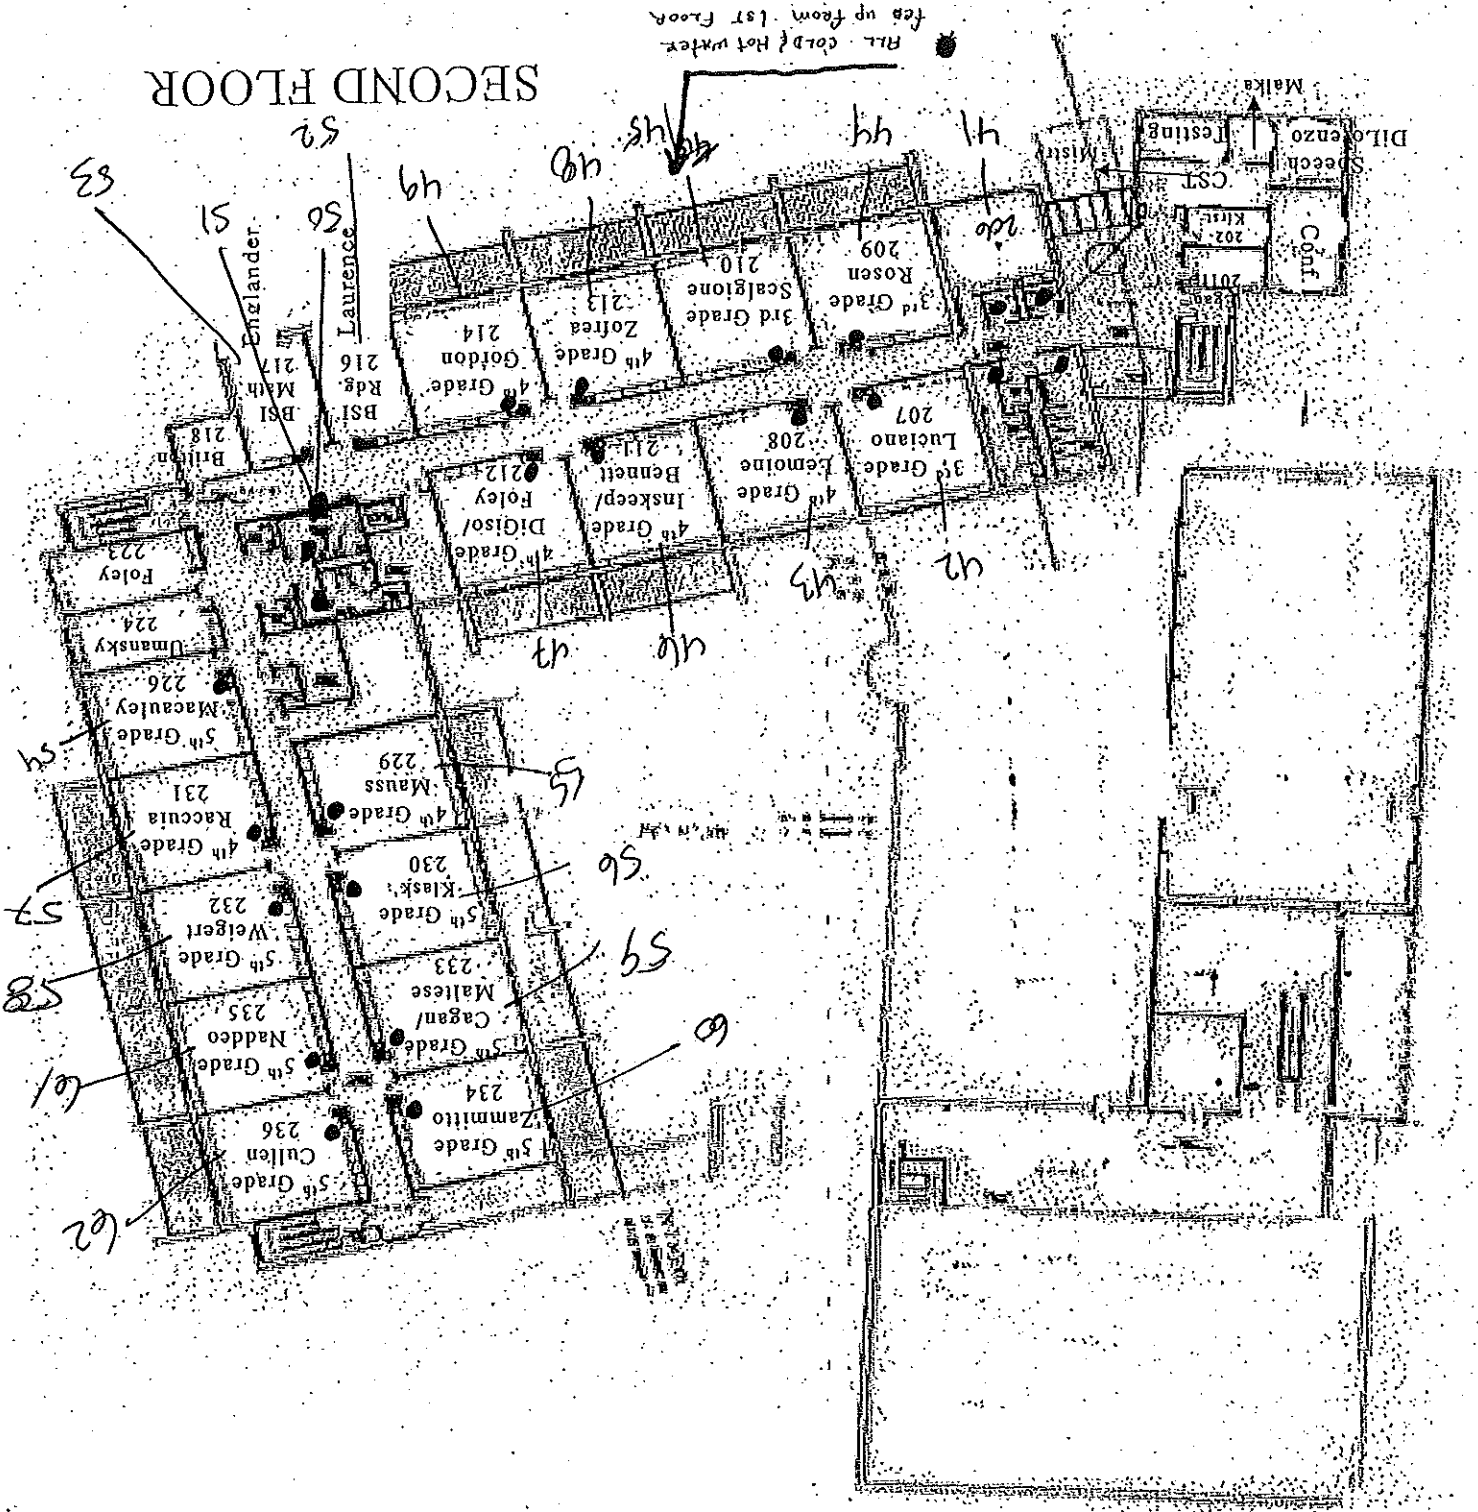 62
5th Grade
Cullen
236
5th Grade
Zammitto
234
60
61
5th Grade
Naddeo
235
5th Grade
Cagan/
Maltese
233
59
58
5th Grade
Weigert
232
5th Grade
230
56
57
4th Grade
Raccuia
231
4th Grade
Mauss
229
55
54
5th Grade
Macauley
226
Umansky
224
Foley
223
42
43
46
47
3rd Grade
Luciano
207
4th Grade
Lemoine
208
4th Grade
Inskeep/
Bennett
211
4th Grade
DiGiso/
Foley
212
Britton
218
BSI
Math
217
Englander
BSI
Rdg.
216
Laurence
4th Grade
Gordon
214
4th Grade
Zofrea
213
3rd Grade
Scalgione
210
3rd Grade
Rosen
209
206
Egan
Conf.
202
CST
Speech
DiLorenzo
Testing
Malka
41
44
45
48
49
50
51
52
53
SECOND FLOOR
ALL COLD & Hot water
fed up from 1ST Floor